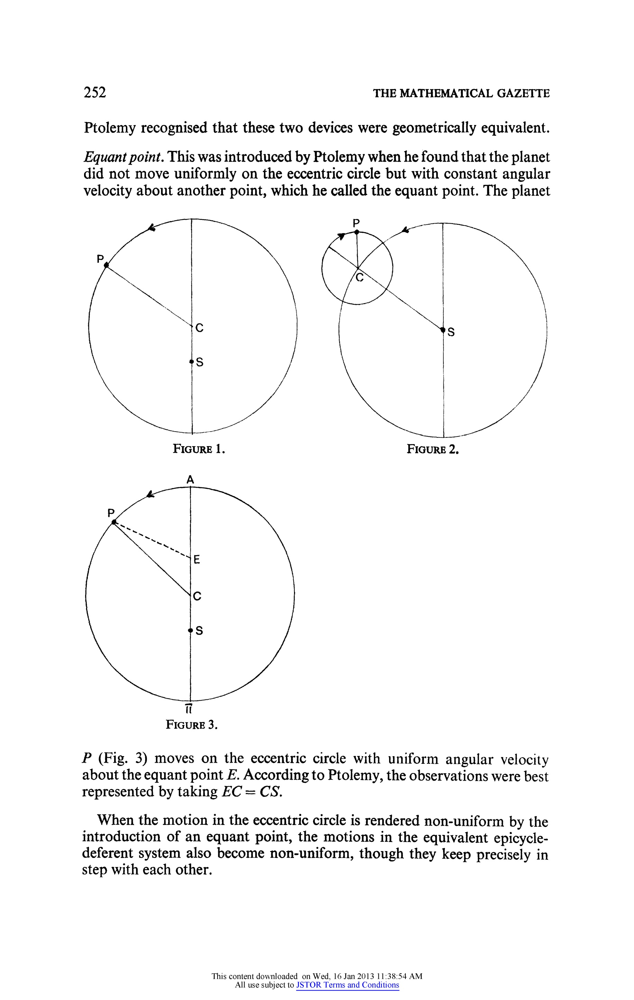 252
THE MATHEMATICAL GAZETTE
Ptolemy recognised that these two devices were geometrically equivalent.
Equant point. This was introduced by Ptolemy when he found that the planet
did not move uniformly on the eccentric circle but with constant angular
velocity about another point, which he called the equant point. The planet
P
C
S
FIGURE 1.
P
C
S
FIGURE 2.
A
P
E
C
S
π
FIGURE 3.
P (Fig. 3) moves on the eccentric circle with uniform angular velocity
about the equant point E. According to Ptolemy, the observations were best
represented by taking EC = CS.
When the motion in the eccentric circle is rendered non-uniform by the
introduction of an equant point, the motions in the equivalent epicycle-
deferent system also become non-uniform, though they keep precisely in
step with each other.
This content downloaded on Wed, 16 Jan 2013 11:38:54 AM
All use subject to JSTOR Terms and Conditions